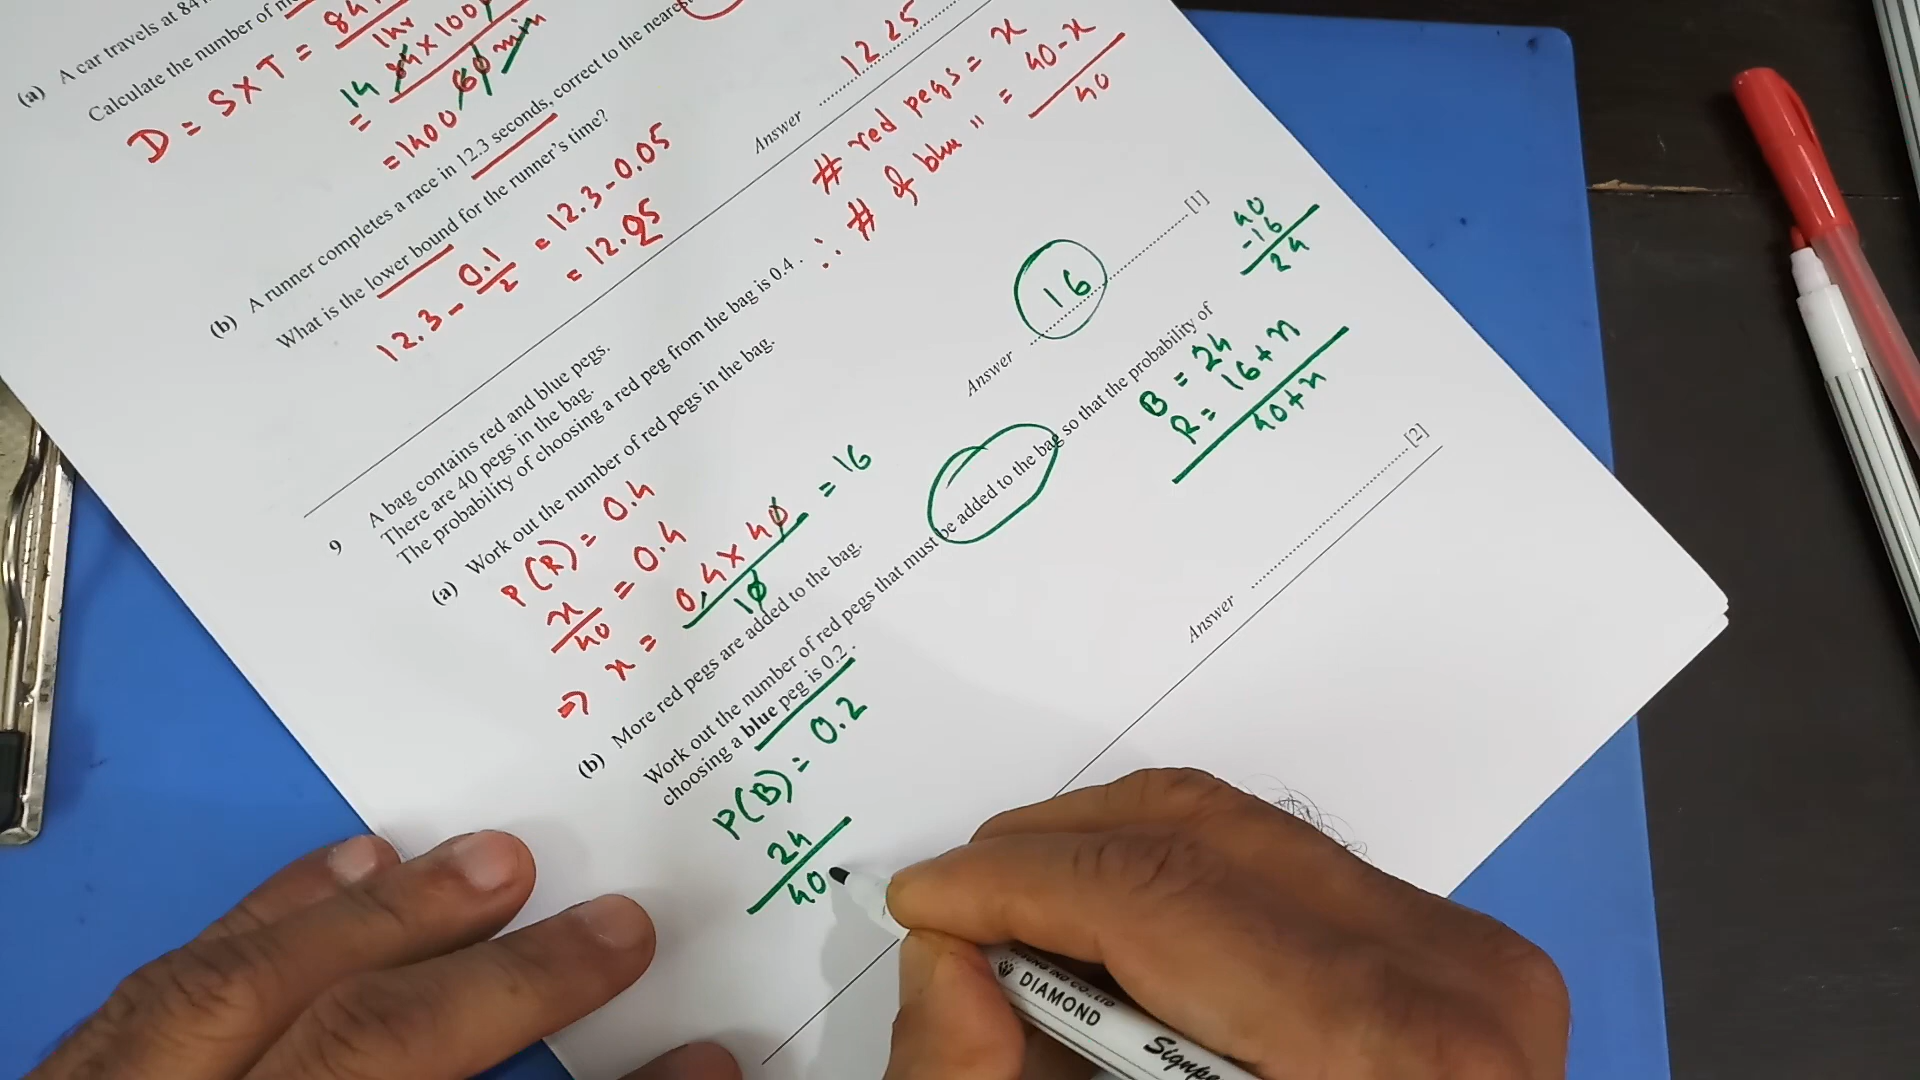 (a) A car travels at 84
Calculate the number of
D = S X T = 84
1hr
= 14 84 x 100
60 min
= 1400
(b) A runner completes a race in 12.3 seconds, correct to the neares
What is the lower bound for the runner's time?
12.3 - 0.1 = 12.3 - 0.05
2
= 12.25
Answer .......... 12.25
9 A bag contains red and blue pegs.
There are 40 pegs in the bag.
The probability of choosing a red peg from the bag is 0.4 .
# red pegs = x
∴ # of blue " = 40 - x
40
(a) Work out the number of red pegs in the bag.
P(R) = 0.4
x = 0.4
40
⇒ x = 0.4 x 40 = 16
10
Answer .......... 16 .......... [1]
40
-16
24
(b) More red pegs are added to the bag.
Work out the number of red pegs that must be added to the bag so that the probability of
choosing a blue peg is 0.2 .
B = 24
R = 16+x
40+x
P(B) = 0.2
24
40
Answer .......... [2]
DIAMOND